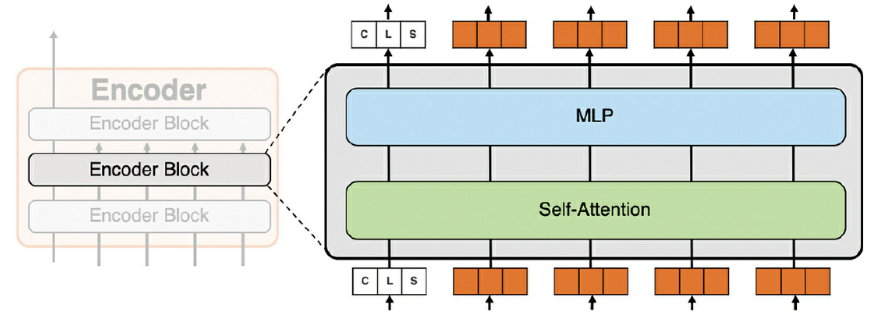 C L S
Encoder
Encoder Block
Encoder Block
Encoder Block
MLP
Self-Attention
C L S